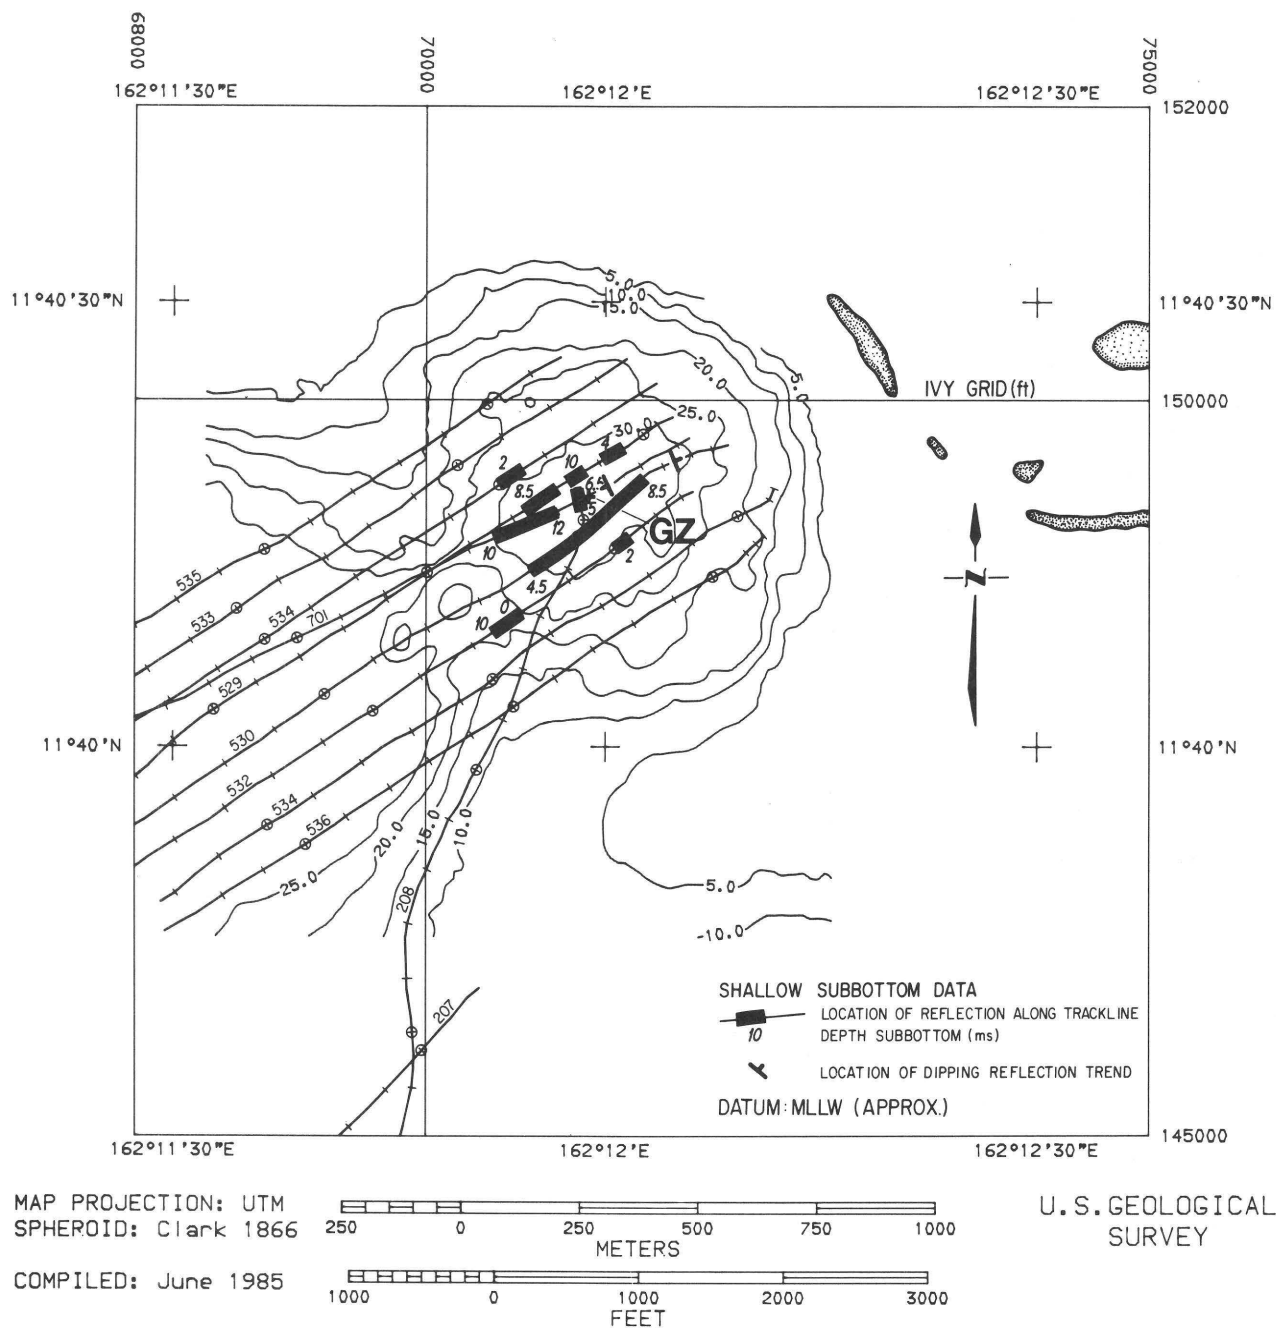 68000
70000
75000
162°11'30"E
162°12'E
162°12'30"E
152000
11°40'30"N
5.0
10.0
15.0
11°40'30"N
20.0
5.0
IVY GRID (ft)
150000
25.0
30.0
4
2
10
8.5
6.5
8.5
5
12
GZ
10
2
4.5
N
535
533
534
701
0
10
529
11°40'N
11°40'N
530
532
534
536
20.0
15.0
10.0
25.0
5.0
208
-10.0
207
SHALLOW SUBBOTTOM DATA
LOCATION OF REFLECTION ALONG TRACKLINE
10 DEPTH SUBBOTTOM (ms)
LOCATION OF DIPPING REFLECTION TREND
DATUM: MLLW (APPROX.)
145000
162°11'30"E
162°12'E
162°12'30"E
MAP PROJECTION: UTM
SPHEROID: Clark 1866
250 0 250 500 750 1000
METERS
COMPILED: June 1985
1000 0 1000 2000 3000
FEET
U.S. GEOLOGICAL
SURVEY